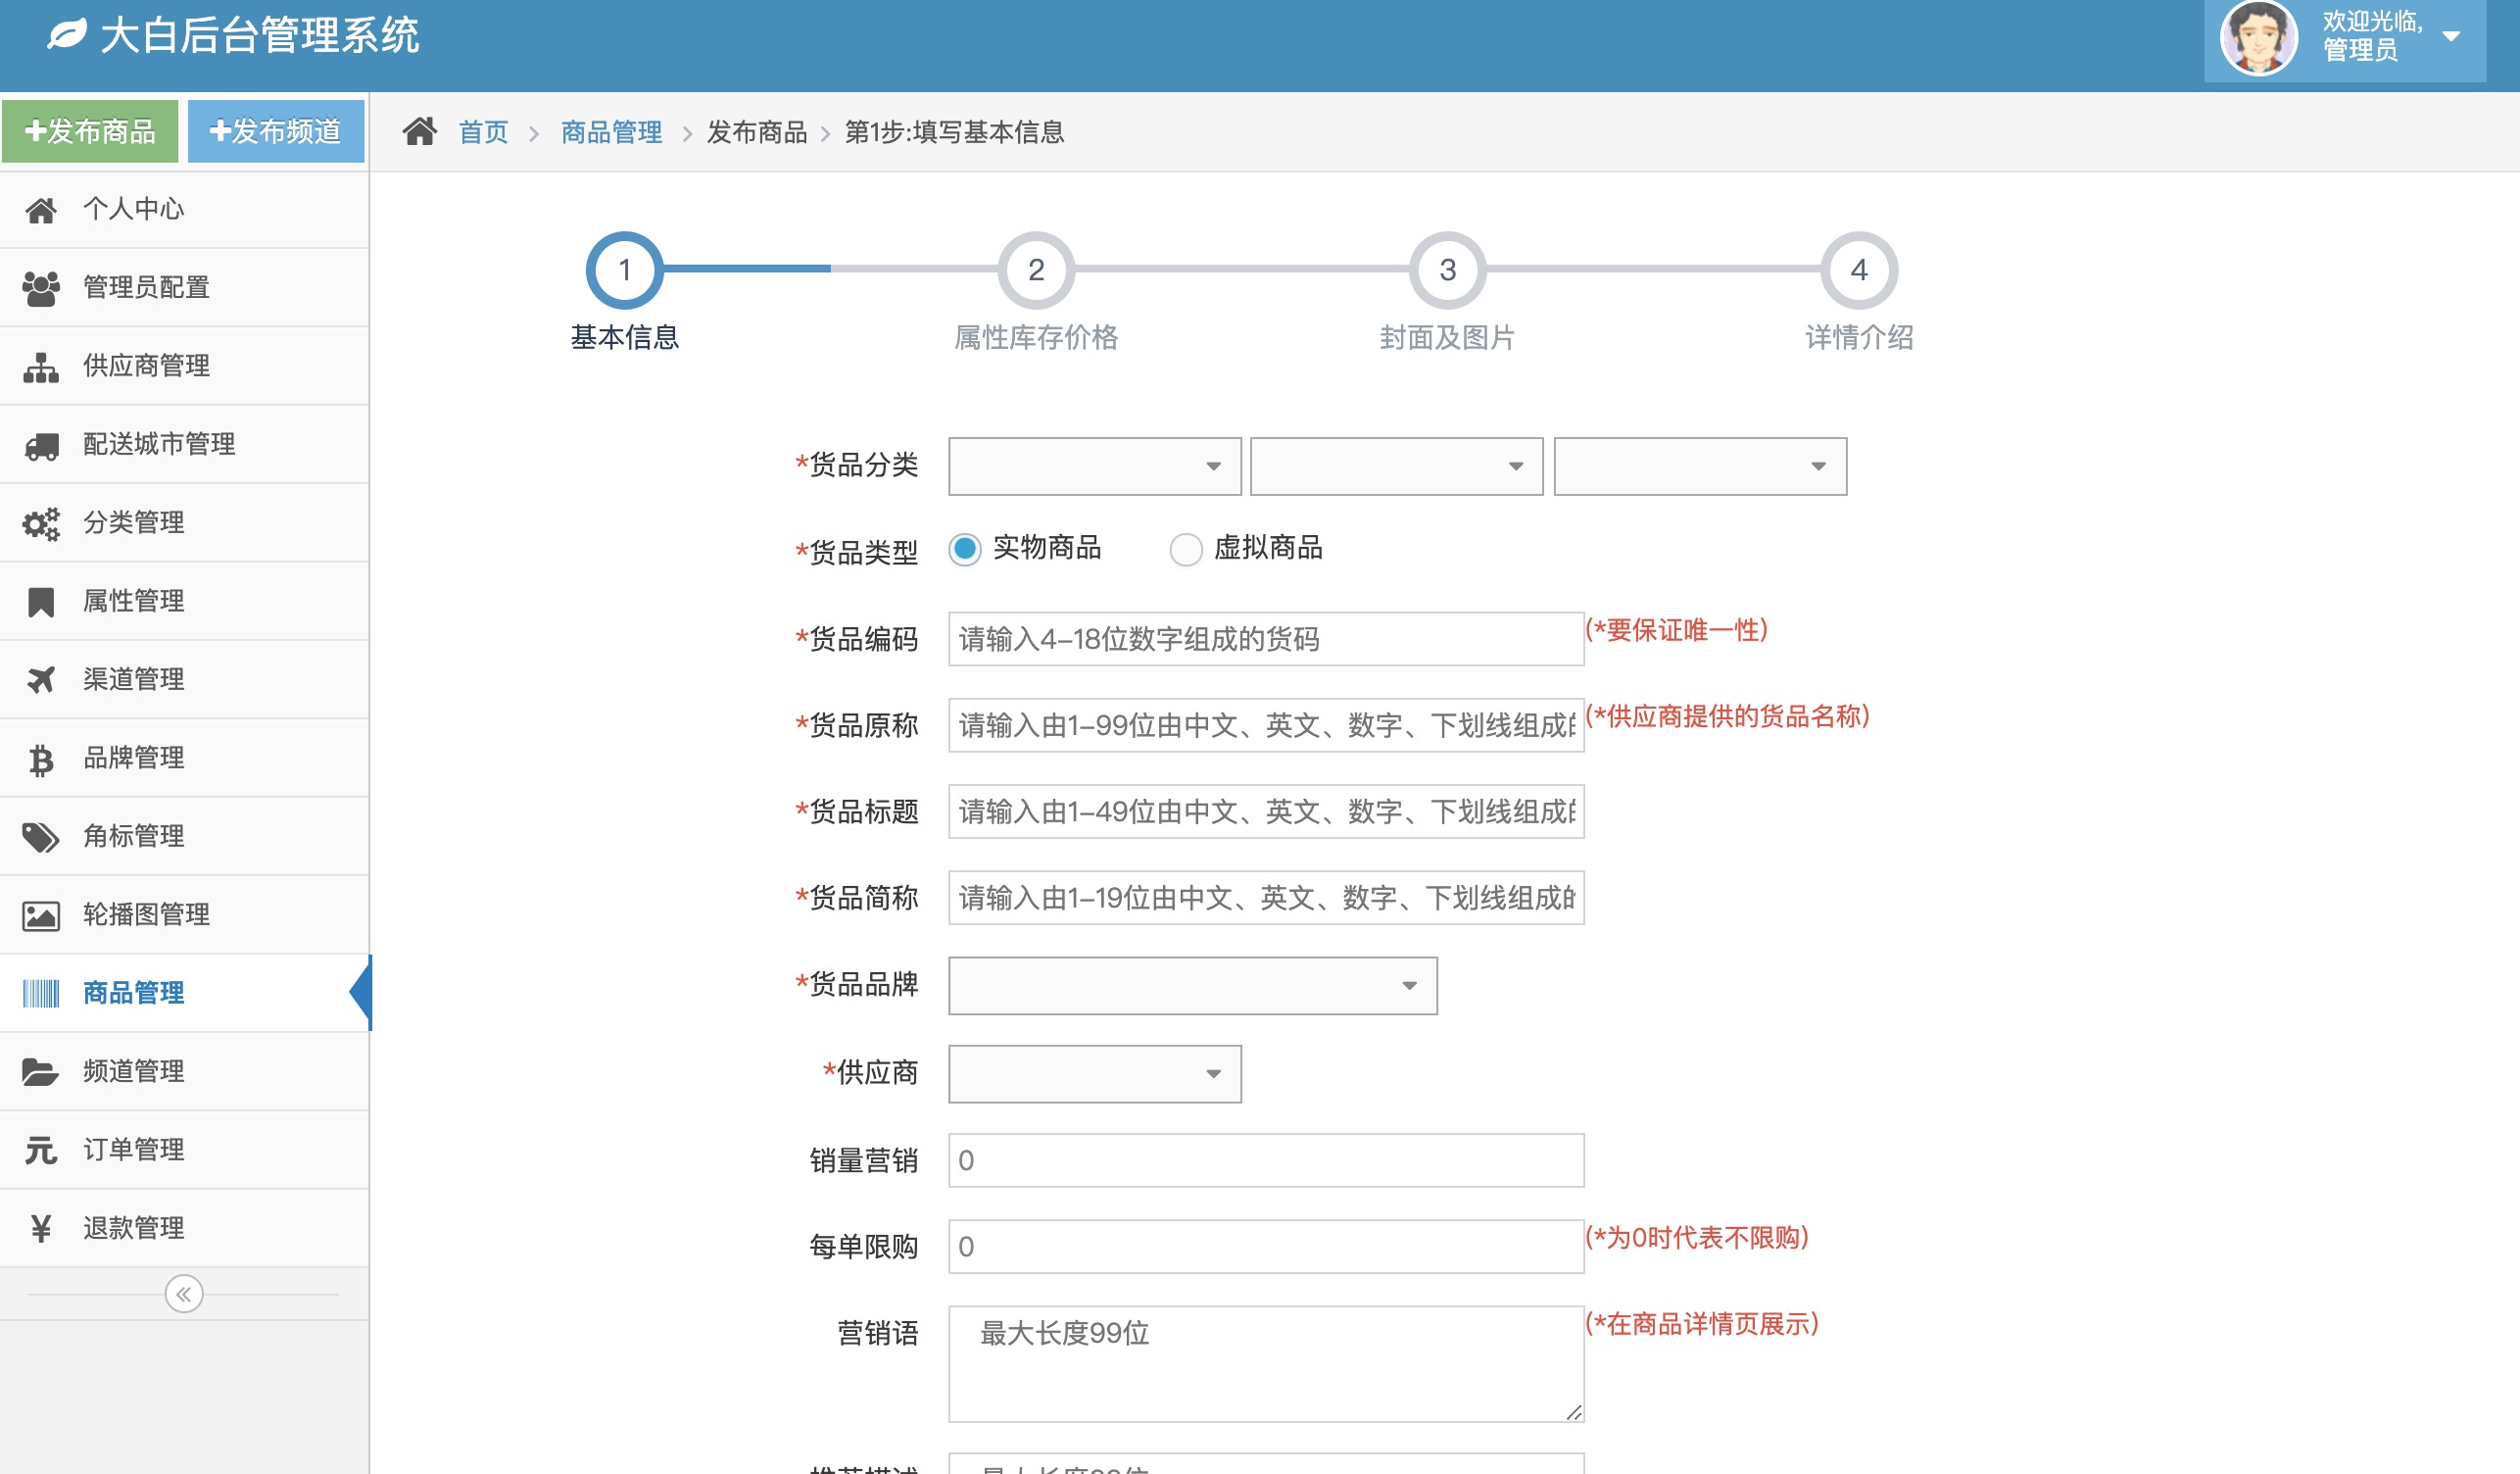 大白后台管理系统
欢迎光临,
管理员
发布商品
发布频道
首页
商品管理
发布商品
第1步:填写基本信息
个人中心
管理员配置
供应商管理
配送城市管理
分类管理
属性管理
渠道管理
品牌管理
角标管理
轮播图管理
商品管理
频道管理
订单管理
退款管理
1
2
3
4
基本信息
属性库存价格
封面及图片
详情介绍
*货品分类
*货品类型 实物商品 虚拟商品
*货品编码 请输入4-18位数字组成的货码 (*要保证唯一性)
*货品原称 请输入由1-99位由中文、英文、数字、下划线组成 (*供应商提供的货品名称)
*货品标题 请输入由1-49位由中文、英文、数字、下划线组成
*货品简称 请输入由1-19位由中文、英文、数字、下划线组成的
*货品品牌
*供应商
销量营销 0
每单限购 0 (*为0时代表不限购)
营销语 最大长度99位 (*在商品详情页展示)